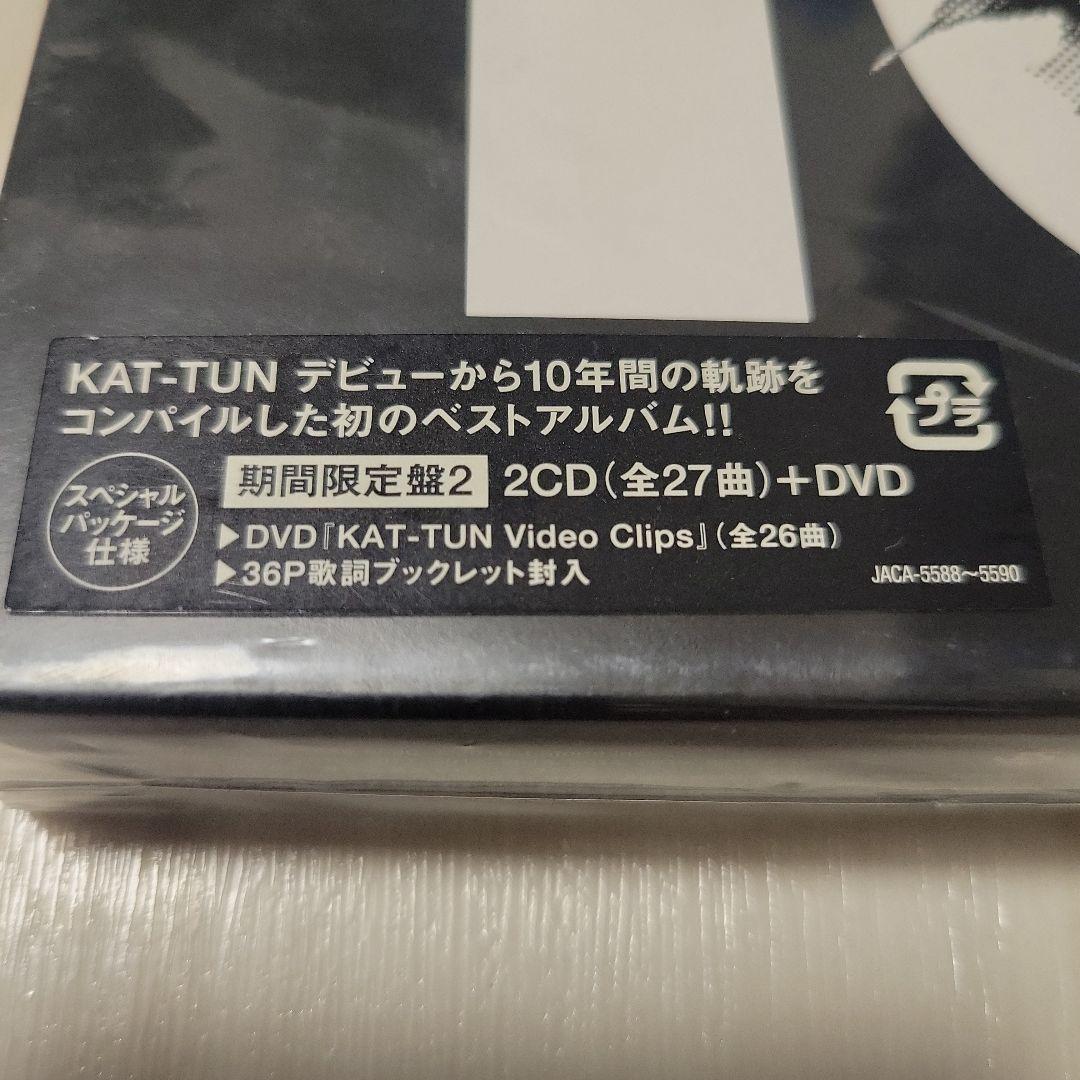 KAT-TUN デビューから10年間の軌跡を
コンパイルした初のベストアルバム!!
プラ
スペシャル
パッケージ
仕様
期間限定盤2 2CD(全27曲)+DVD
▶DVD『KAT-TUN Video Clips』(全26曲)
▶36P歌詞ブックレット封入
JACA-5588～5590